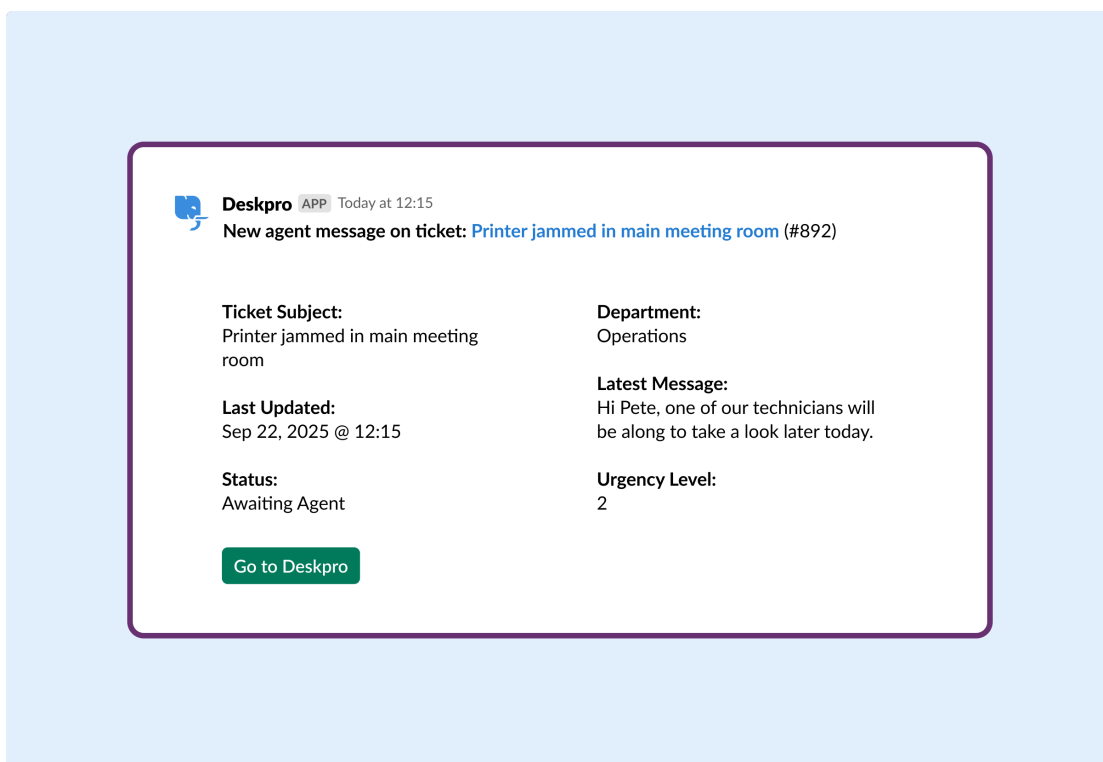 Deskpro APP Today at 12:15
New agent message on ticket: Printer jammed in main meeting room (#892)
Ticket Subject:
Printer jammed in main meeting
room
Last Updated:
Sep 22, 2025 @ 12:15
Status:
Awaiting Agent
Department:
Operations
Latest Message:
Hi Pete, one of our technicians will
be along to take a look later today.
Urgency Level:
2
Go to Deskpro